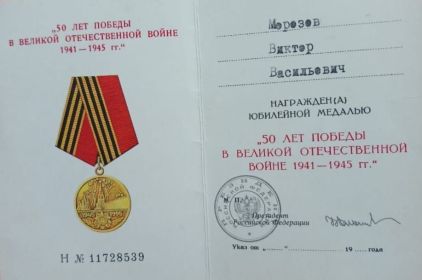 „50 ЛЕТ ПОБЕДЫ
В ВЕЛИКОЙ ОТЕЧЕСТВЕННОЙ ВОЙНЕ
1941—1945 гг.“
Н № 11728539
Морозов
Виктор
Васильевич
НАГРАЖДЕН(А)
ЮБИЛЕЙНОЙ МЕДАЛЬЮ
„50 ЛЕТ ПОБЕДЫ
В ВЕЛИКОЙ ОТЕЧЕСТВЕННОЙ
ВОЙНЕ 1941—1945 гг.“
М. П.
Президент
Российской Федерации
Указ от „......“ 19 ... года